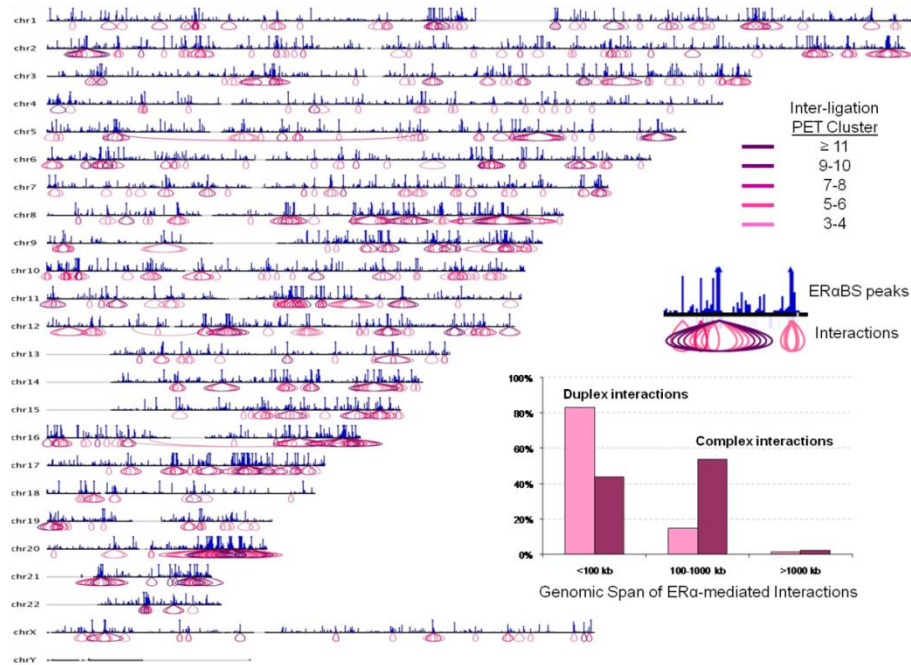 chr1
chr2
chr3
chr4
chr5
chr6
chr7
chr8
chr9
chr10
chr11
chr12
chr13
chr14
chr15
chr16
chr17
chr18
chr19
chr20
chr21
chr22
chrX
chrY
Inter-ligation
PET Cluster
≥ 11
9-10
7-8
5-6
3-4
ERαBS peaks
Interactions
100%
80%
60%
40%
20%
0%
Duplex interactions
Complex interactions
<100 kb
100-1000 kb
>1000 kb
Genomic Span of ERα-mediated Interactions